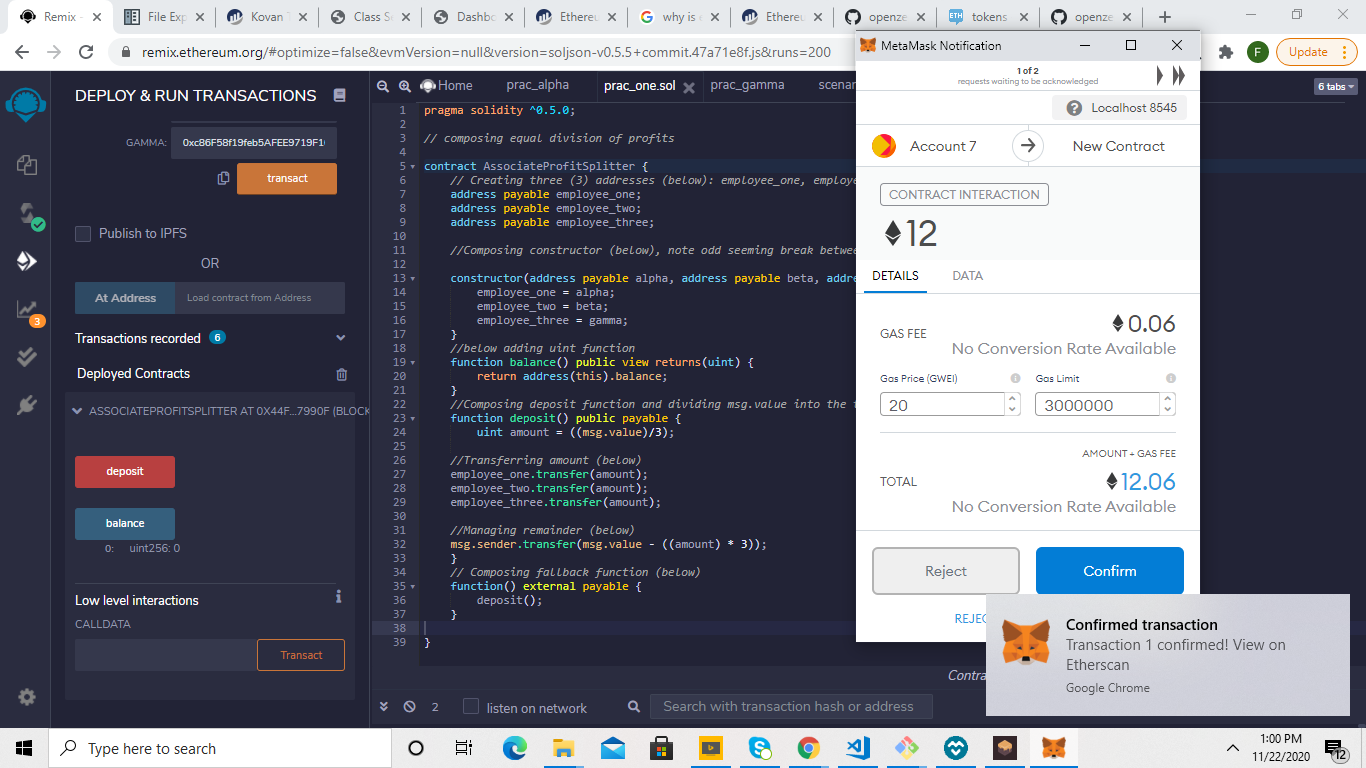 Remix -
File Exp
Kovan T
Class Se
Dashbo
Ethereu
why is e
Ethereu
openze
tokens
openze
remix.ethereum.org/#optimize=false&evmVersion=null&version=soljson-v0.5.5+commit.47a71e8f.js&runs=200
F
Update
DEPLOY & RUN TRANSACTIONS
GAMMA:
0xc86F58f19feb5AFEE9719F1
transact
Publish to IPFS
OR
At Address
Load contract from Address
3
Transactions recorded 6
Deployed Contracts
ASSOCIATEPROFITSPLITTER AT 0X44F...7990F (BLOCK
deposit
balance
0: uint256: 0
Low level interactions
CALLDATA
Transact
Home
prac_alpha
prac_one.sol
prac_gamma
scenar
6 tabs
1 pragma solidity ^0.5.0;
2
3 // composing equal division of profits
4
5 contract AssociateProfitSplitter {
6 // Creating three (3) addresses (below): employee_one, employe
7 address payable employee_one;
8 address payable employee_two;
9 address payable employee_three;
10
11 //Composing constructor (below), note odd seeming break betwee
12
13 constructor(address payable alpha, address payable beta, addre
14 employee_one = alpha;
15 employee_two = beta;
16 employee_three = gamma;
17 }
18 //below adding uint function
19 function balance() public view returns(uint) {
20 return address(this).balance;
21 }
22 //Composing deposit function and dividing msg.value into the t
23 function deposit() public payable {
24 uint amount = ((msg.value)/3);
25
26 //Transferring amount (below)
27 employee_one.transfer(amount);
28 employee_two.transfer(amount);
29 employee_three.transfer(amount);
30
31 //Managing remainder (below)
32 msg.sender.transfer(msg.value - ((amount) * 3));
33 }
34 // Composing fallback function (below)
35 function() external payable {
36 deposit();
37 }
38
39 }
Contra
2
listen on network
Search with transaction hash or address
MetaMask Notification
1 of 2
requests waiting to be acknowledged
Localhost 8545
Account 7
New Contract
CONTRACT INTERACTION
12
DETAILS
DATA
GAS FEE
0.06
No Conversion Rate Available
Gas Price (GWEI)
Gas Limit
20
3000000
AMOUNT + GAS FEE
TOTAL
12.06
No Conversion Rate Available
Reject
Confirm
REJEC
Confirmed transaction
Transaction 1 confirmed! View on
Etherscan
Google Chrome
Type here to search
1:00 PM
11/22/2020
12